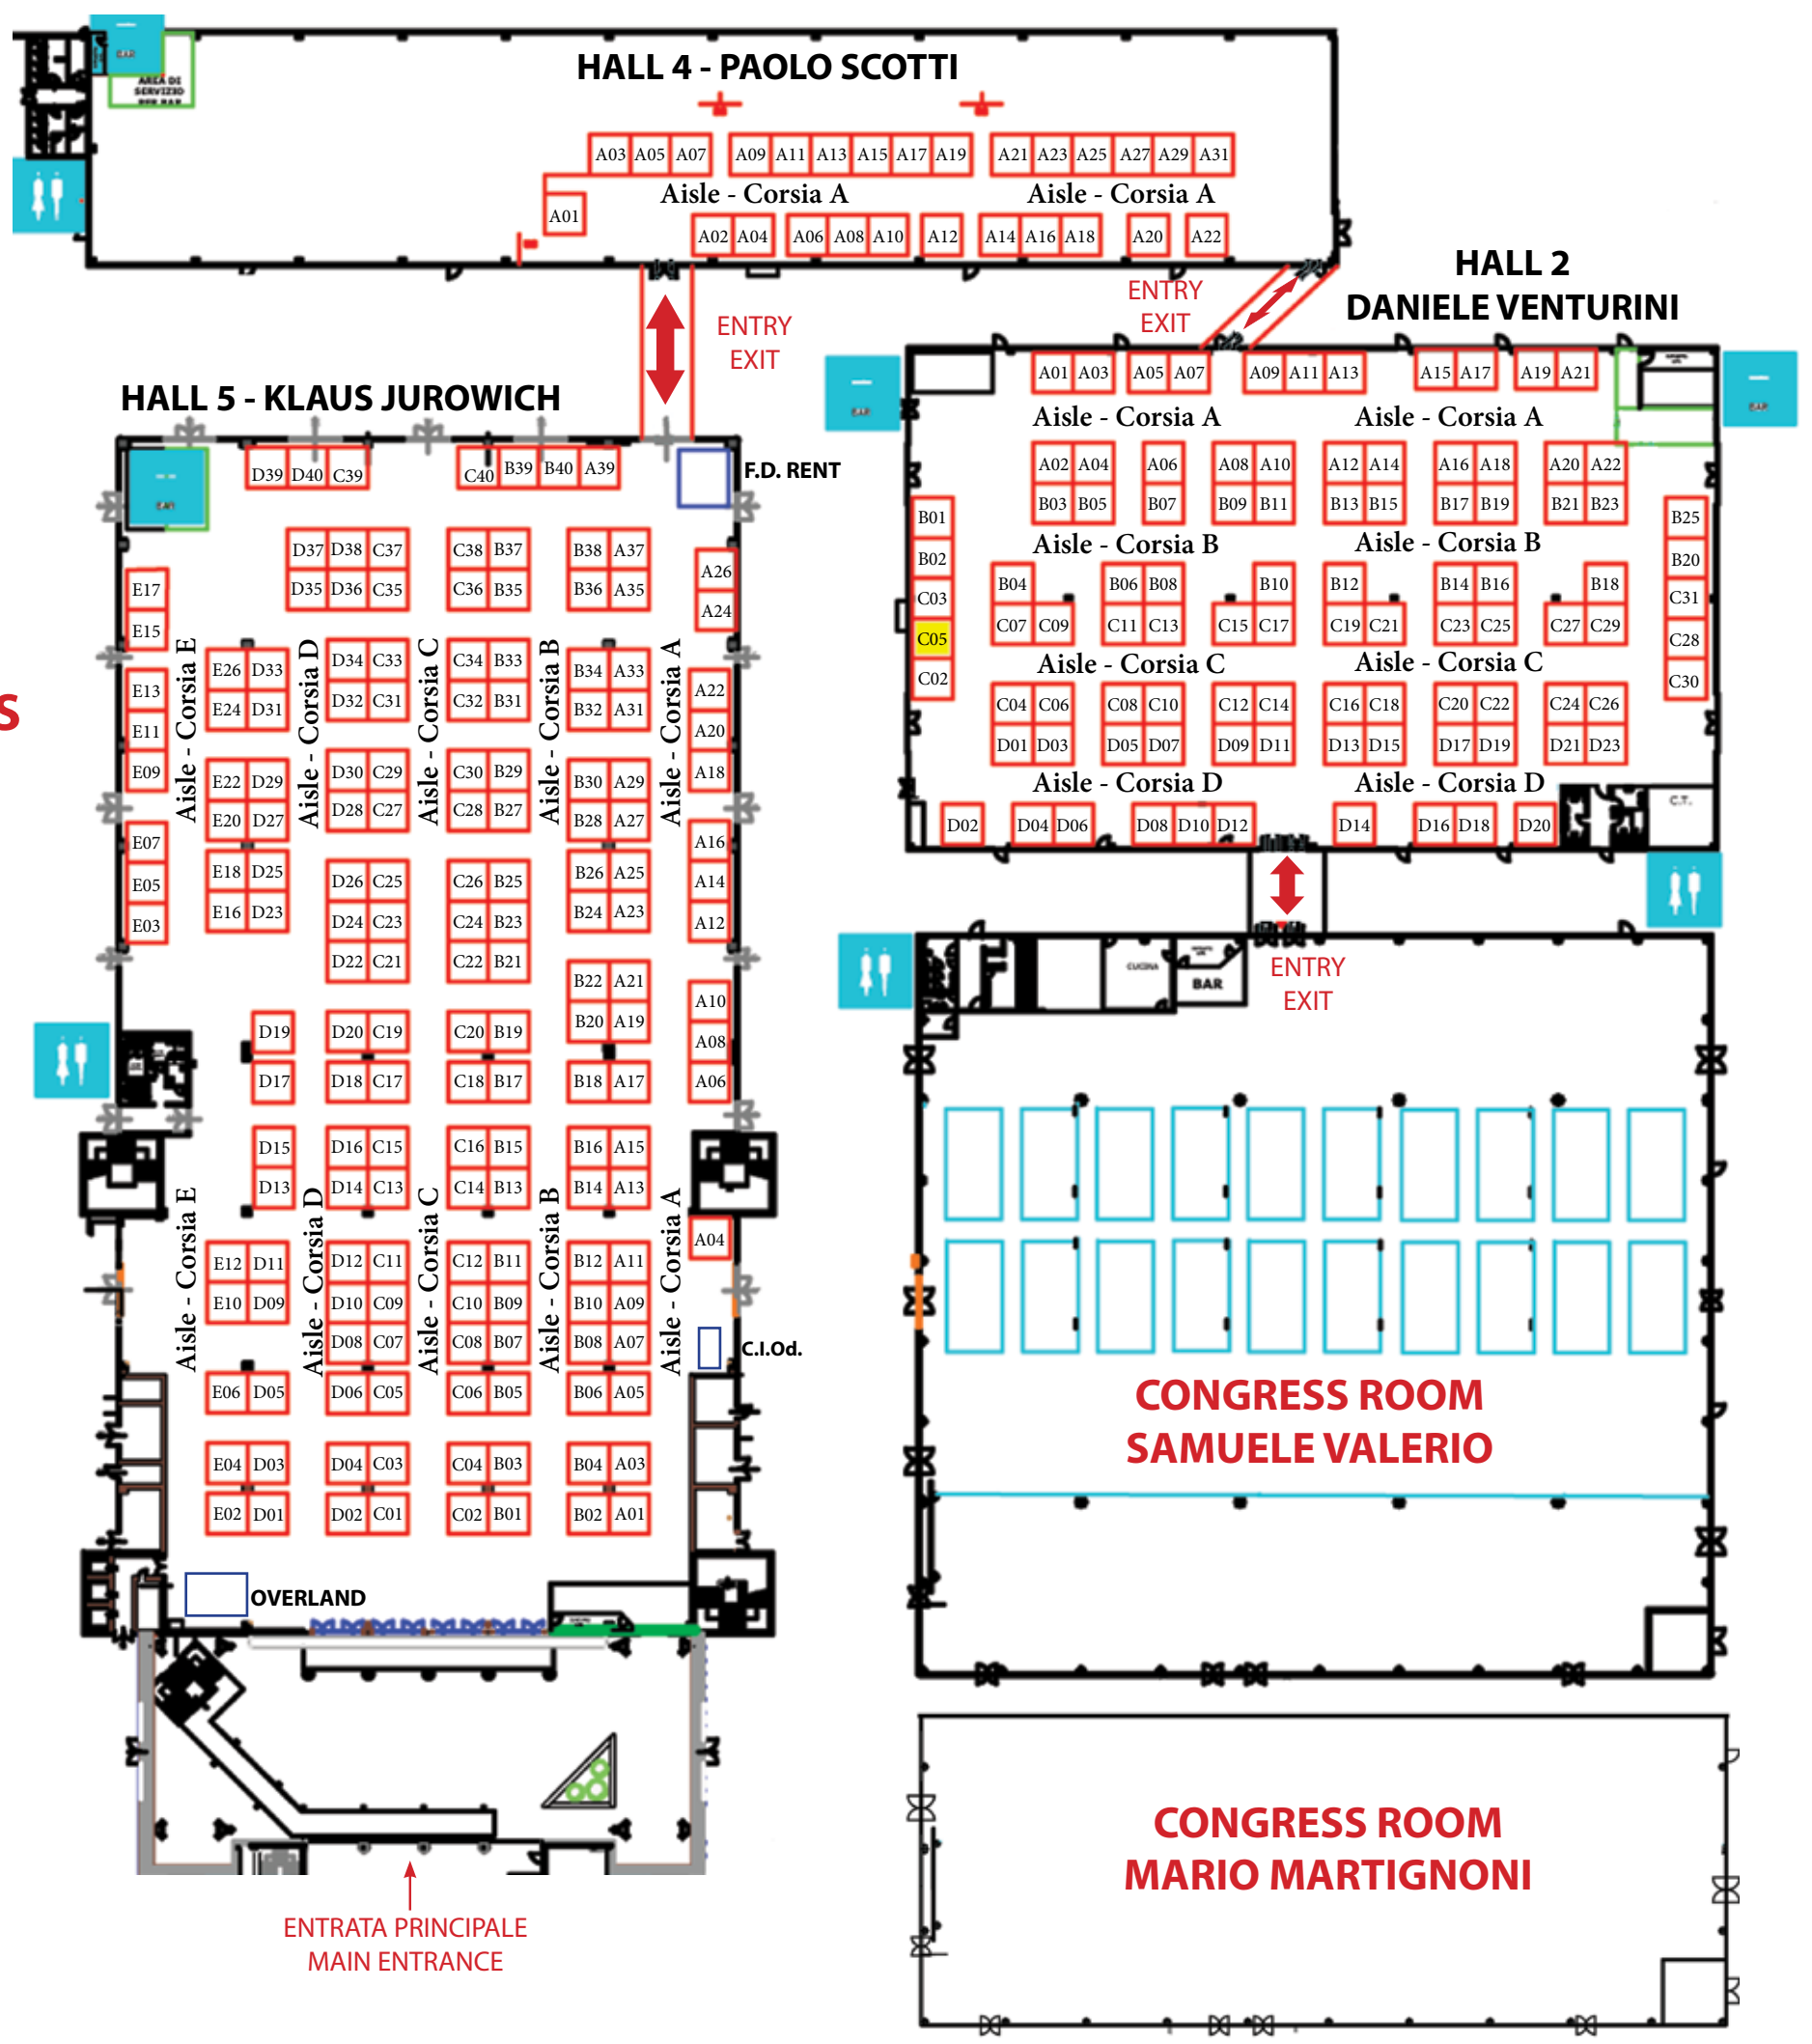 BAR
AREA DI
SERVIZIO
PER BAR
HALL 4 - PAOLO SCOTTI
A03 A05 A07 A09 A11 A13 A15 A17 A19 A21 A23 A25 A27 A29 A31
Aisle - Corsia A Aisle - Corsia A
A01
A02 A04 A06 A08 A10 A12 A14 A16 A18 A20 A22
ENTRY
EXIT
ENTRY
EXIT
HALL 2
DANIELE VENTURINI
BAR
BAR
A01 A03 A05 A07 A09 A11 A13 A15 A17 A19 A21
Aisle - Corsia A Aisle - Corsia A
A02 A04 A06 A08 A10 A12 A14 A16 A18 A20 A22
B03 B05 B07 B09 B11 B13 B15 B17 B19 B21 B23
B01 B25
Aisle - Corsia B Aisle - Corsia B
B02 B20
B04 B06 B08 B10 B12 B14 B16 B18
C03 C31
C07 C09 C11 C13 C15 C17 C19 C21 C23 C25 C27 C29
C05 C28
Aisle - Corsia C Aisle - Corsia C
C02 C30
C04 C06 C08 C10 C12 C14 C16 C18 C20 C22 C24 C26
D01 D03 D05 D07 D09 D11 D13 D15 D17 D19 D21 D23
Aisle - Corsia D Aisle - Corsia D
C.T.
D02 D04 D06 D08 D10 D12 D14 D16 D18 D20
HALL 5 - KLAUS JUROWICH
F.D. RENT
BAR
D39 D40 C39 C40 B39 B40 A39
D37 D38 C37 C38 B37 B38 A37
D35 D36 C35 C36 B35 B36 A35
A26
A24
E17
E15
S
Aisle - Corsia E
Aisle - Corsia D
Aisle - Corsia C
Aisle - Corsia B
Aisle - Corsia A
E26 D33 D34 C33 C34 B33 B34 A33
E24 D31 D32 C31 C32 B31 B32 A31
E13 A22
E11 A20
E09 A18
E22 D29 D30 C29 C30 B29 B30 A29
E20 D27 D28 C27 C28 B27 B28 A27
E07 A16
E05 A14
E03 A12
E18 D25 D26 C25 C26 B25 B26 A25
E16 D23 D24 C23 C24 B23 B24 A23
D22 C21 C22 B21 B22 A21
B20 A19
A10
A08
A06
D19 D20 C19 C20 B19
D17 D18 C17 C18 B17 B18 A17
D15 D16 C15 C16 B15 B16 A15
D13 D14 C13 C14 B13 B14 A13
Aisle - Corsia E
Aisle - Corsia D
Aisle - Corsia C
Aisle - Corsia B
Aisle - Corsia A
A04
E12 D11 D12 C11 C12 B11 B12 A11
E10 D09 D10 C09 C10 B09 B10 A09
D08 C07 C08 B07 B08 A07
C.I.Od.
E06 D05 D06 C05 C06 B05 B06 A05
E04 D03 D04 C03 C04 B03 B04 A03
E02 D01 D02 C01 C02 B01 B02 A01
OVERLAND
ENTRATA PRINCIPALE
MAIN ENTRANCE
CUCINA
BAR
ENTRY
EXIT
CONGRESS ROOM
SAMUELE VALERIO
CONGRESS ROOM
MARIO MARTIGNONI